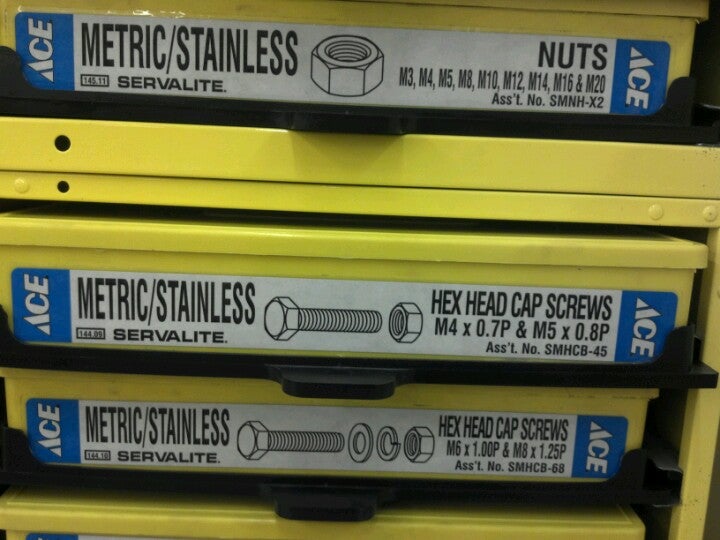 ACE
METRIC/STAINLESS
145.11 SERVALITE.
NUTS
M3, M4, M5, M8, M10, M12, M14, M16 & M20
Ass't. No. SMNH-X2
ACE
ACE
METRIC/STAINLESS
144.09 SERVALITE.
HEX HEAD CAP SCREWS
M4 x 0.7P & M5 x 0.8P
Ass't. No. SMHCB-45
ACE
ACE
METRIC/STAINLESS
144.10 SERVALITE.
HEX HEAD CAP SCREWS
M6 x 1.00P & M8 x 1.25P
Ass't. No. SMHCB-68
ACE